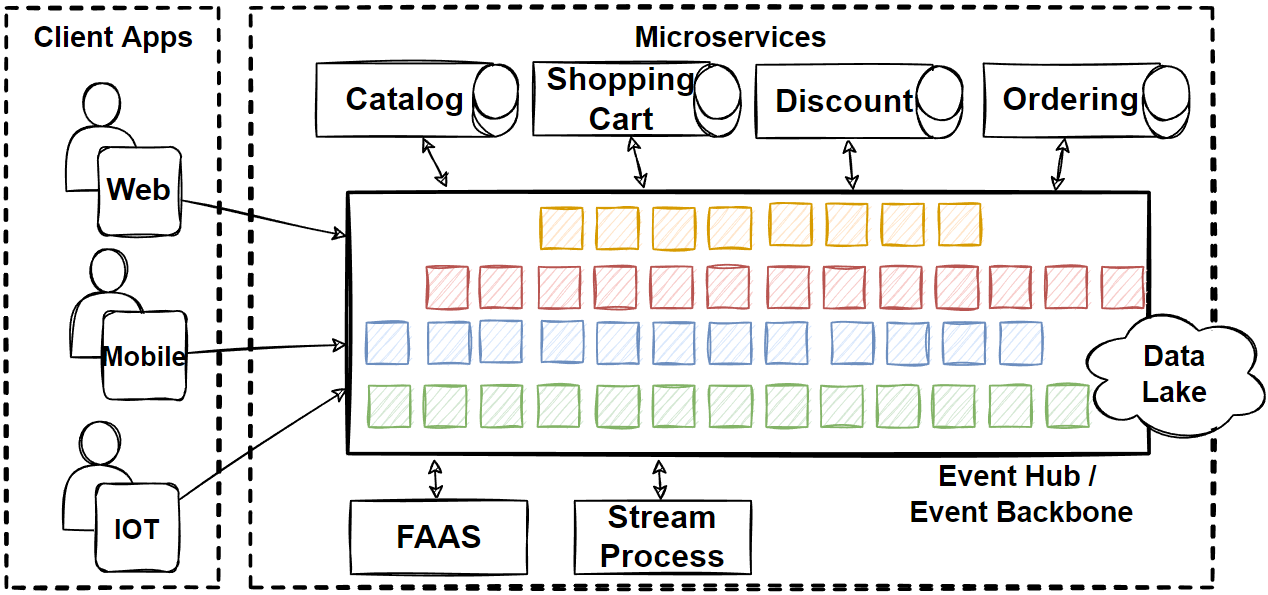 Client Apps
Microservices
Catalog
Shopping
Cart
Discount
Ordering
Web
Mobile
IOT
Data
Lake
Event Hub /
Event Backbone
FAAS
Stream
Process